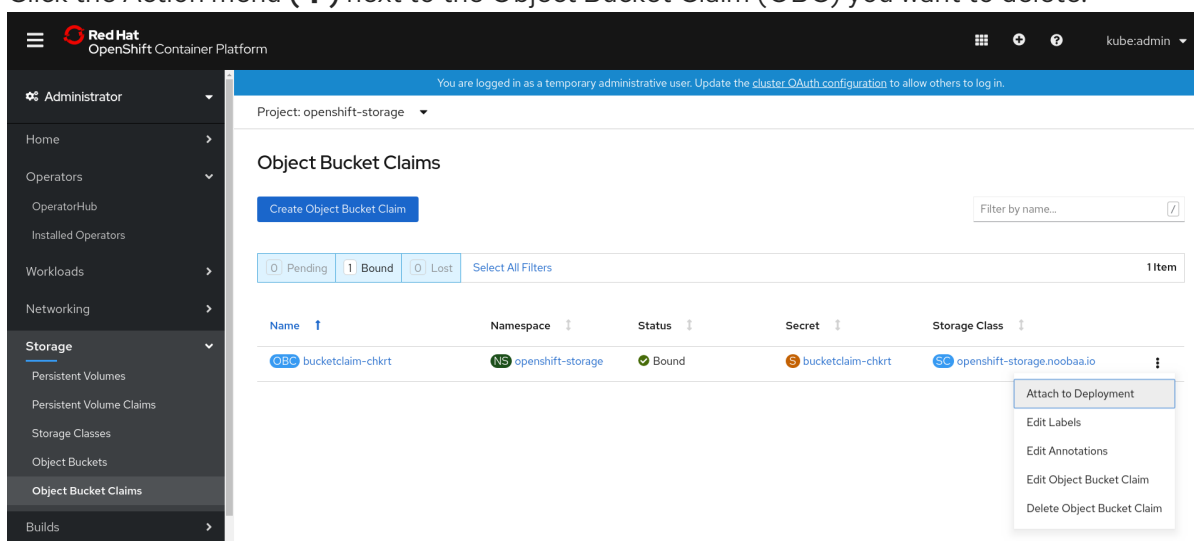 Click the Action menu (⋮) next to the Object Bucket Claim (OBC) you want to delete.
Red Hat
OpenShift Container Platform
kube:admin
You are logged in as a temporary administrative user. Update the cluster OAuth configuration to allow others to log in.
Administrator
Project: openshift-storage
Home
Operators
OperatorHub
Installed Operators
Workloads
Networking
Storage
Persistent Volumes
Persistent Volume Claims
Storage Classes
Object Buckets
Object Bucket Claims
Builds
Object Bucket Claims
Create Object Bucket Claim
Filter by name... /
0 Pending 1 Bound 0 Lost Select All Filters 1 Item
Name Namespace Status Secret Storage Class
OBC bucketclaim-chkrt NS openshift-storage Bound S bucketclaim-chkrt SC openshift-storage.noobaa.io
Attach to Deployment
Edit Labels
Edit Annotations
Edit Object Bucket Claim
Delete Object Bucket Claim